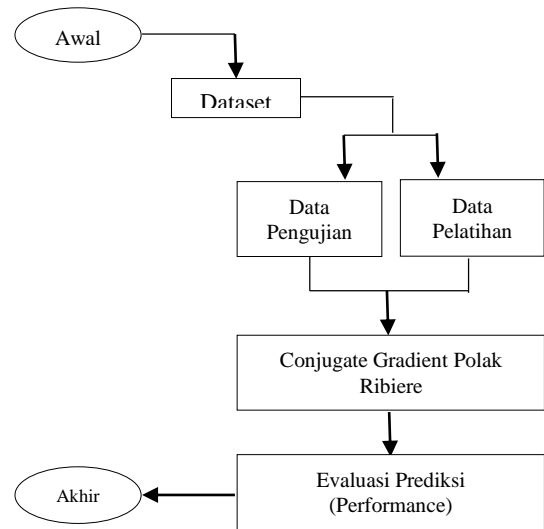 Awal
Dataset
Data
Pengujian
Data
Pelatihan
Conjugate Gradient Polak
Ribiere
Evaluasi Prediksi
(Performance)
Akhir